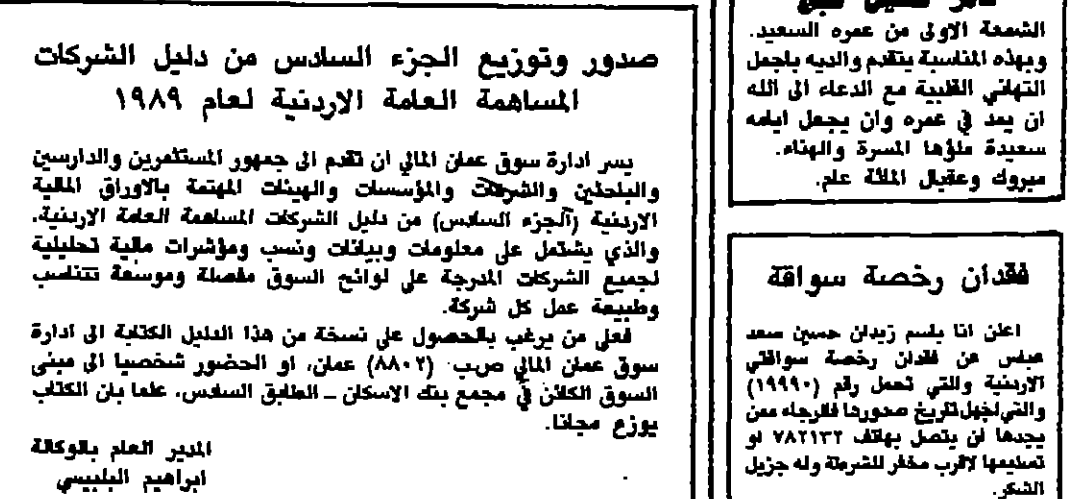 صدور وتوزيع الجزء السادس من دليل الشركات
المساهمة العامة الاردنية لعام ١٩٨٩
يسر ادارة سوق عمان المالي ان تقدم الى جمهور المستثمرين والدارسين
والباحثين والشركات والمؤسسات والهيئات المهتمة بالاوراق المالية
الاردنية (الجزء السادس) من دليل الشركات المساهمة العامة الاردنية.
والذي يشتمل على معلومات وبيانات ونسب ومؤشرات مالية تحليلية
لجميع الشركات المدرجة على لوائح السوق مفصلة وموسعة تتناسب
وطبيعة عمل كل شركة.
فعلى من يرغب بالحصول على نسخة من هذا الدليل الكتابة الى ادارة
سوق عمان المالي ص.ب (٨٨٠٢) عمان، او الحضور شخصيا الى مبنى
السوق الكائن في مجمع بنك الاسكان ــ الطابق السادس، علما بان الكتاب
يوزع مجانا.
المدير العام بالوكالة
ابراهيم البلبيسي
الشمعة الاولى من عمره السعيد.
وبهذه المناسبة يتقدم والديه باجمل
التهاني القلبية مع الدعاء الى الله
ان يمد في عمره وان يجعل ايامه
سعيدة ملؤها المسرة والهناء.
مبروك وعقبال المائة عام.
فقدان رخصة سواقة
اعلن انا باسم زيدان حسين سعد
عباس عن فقدان رخصة سواقتي
الاردنية والتي تحمل رقم (١٩٩٩٠)
والتي اجهل تاريخ صدورها فالرجاء ممن
يجدها ان يتصل بهاتف ٧٨٢١٣٢ او
تسليمها لاقرب مخفر للشرطة وله جزيل
الشكر.